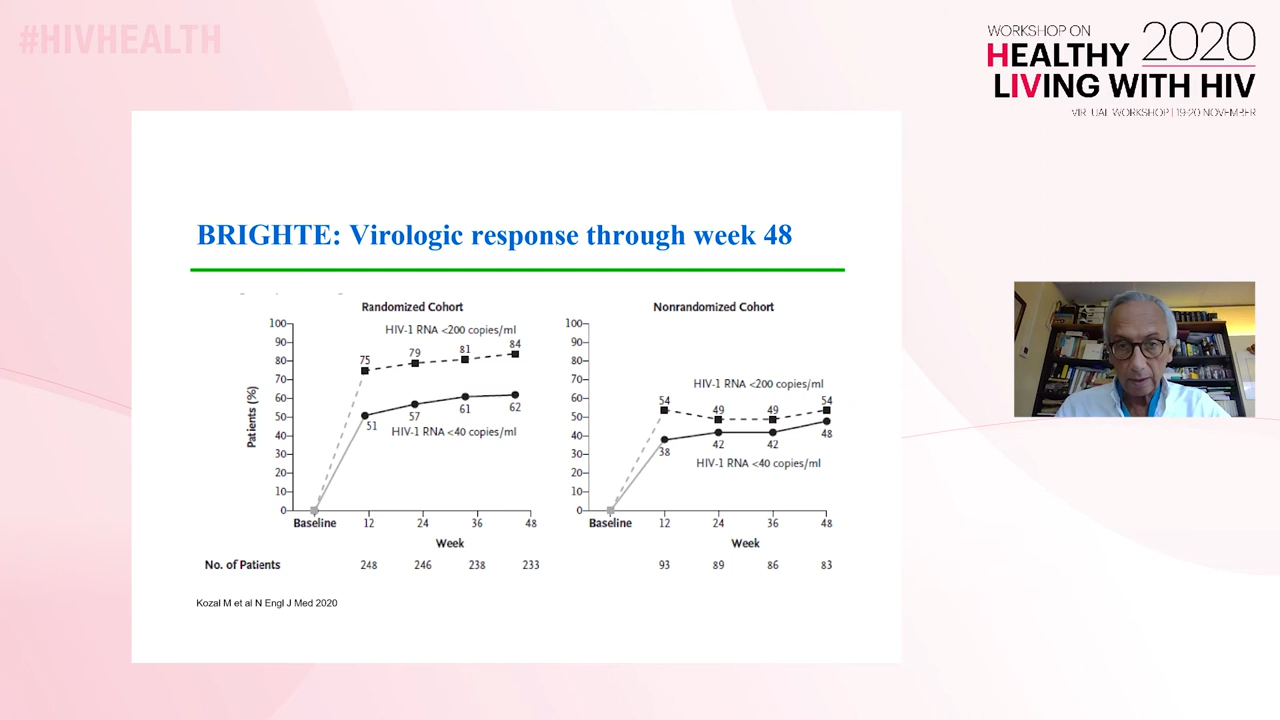 #HIVHEALTH
WORKSHOP ON
HEALTHY 2020
LIVING WITH HIV
VIRTUAL WORKSHOP | 19-20 NOVEMBER
BRIGHTE: Virologic response through week 48
Randomized Cohort
HIV-1 RNA <200 copies/ml
100
90
80
70
60
50
40
30
20
10
0
Patients (%)
75 79 81 84
51 57 61 62
HIV-1 RNA <40 copies/ml
Baseline 12 24 36 48
Week
Nonrandomized Cohort
100
90
80
70
60
50
40
30
20
10
0
HIV-1 RNA <200 copies/ml
54 49 49 54
38 42 42 48
HIV-1 RNA <40 copies/ml
Baseline 12 24 36 48
Week
No. of Patients 248 246 238 233 93 89 86 83
Kozal M et al N Engl J Med 2020